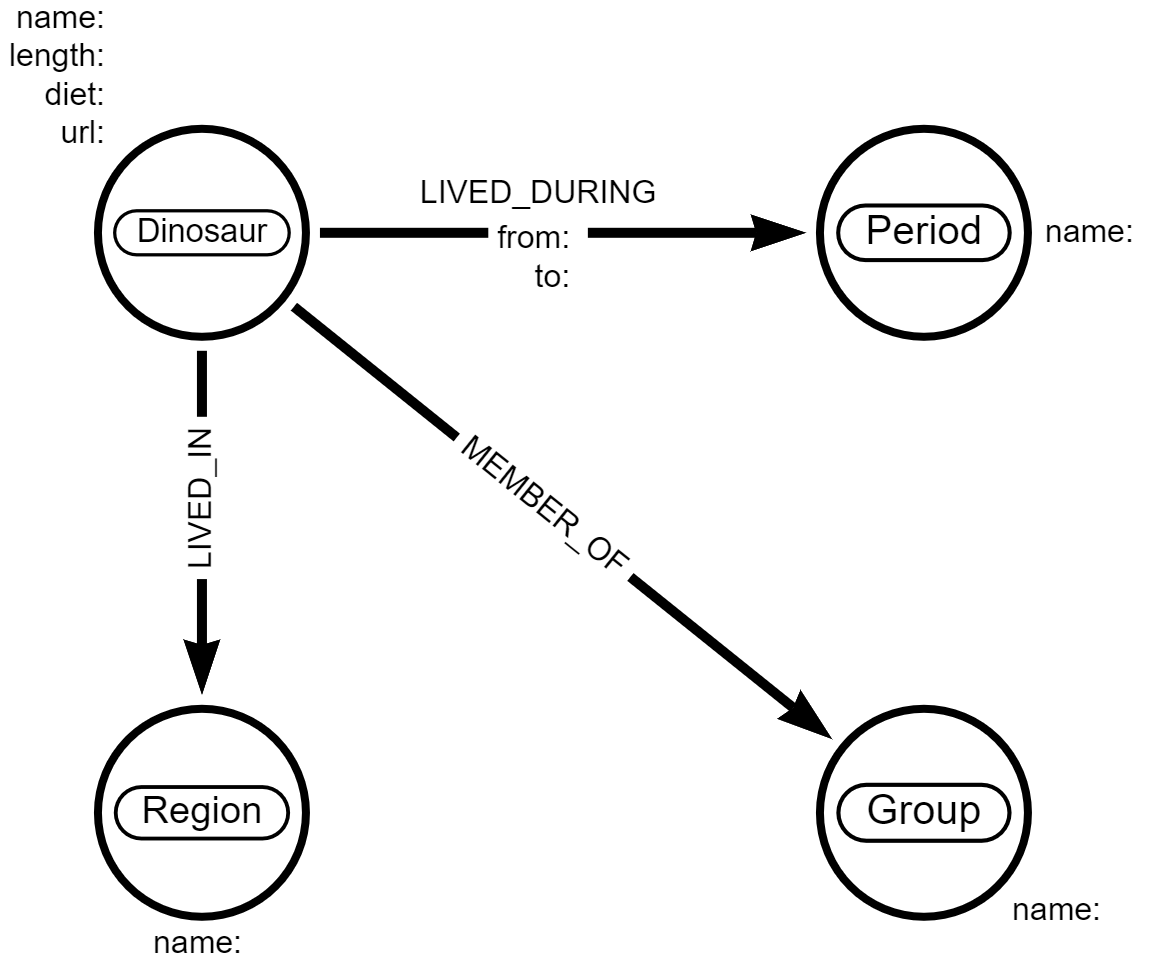 name:
length:
diet:
url:
Dinosaur
LIVED_DURING
from:
to:
Period
name:
LIVED_IN
MEMBER_OF
Region
name:
Group
name: